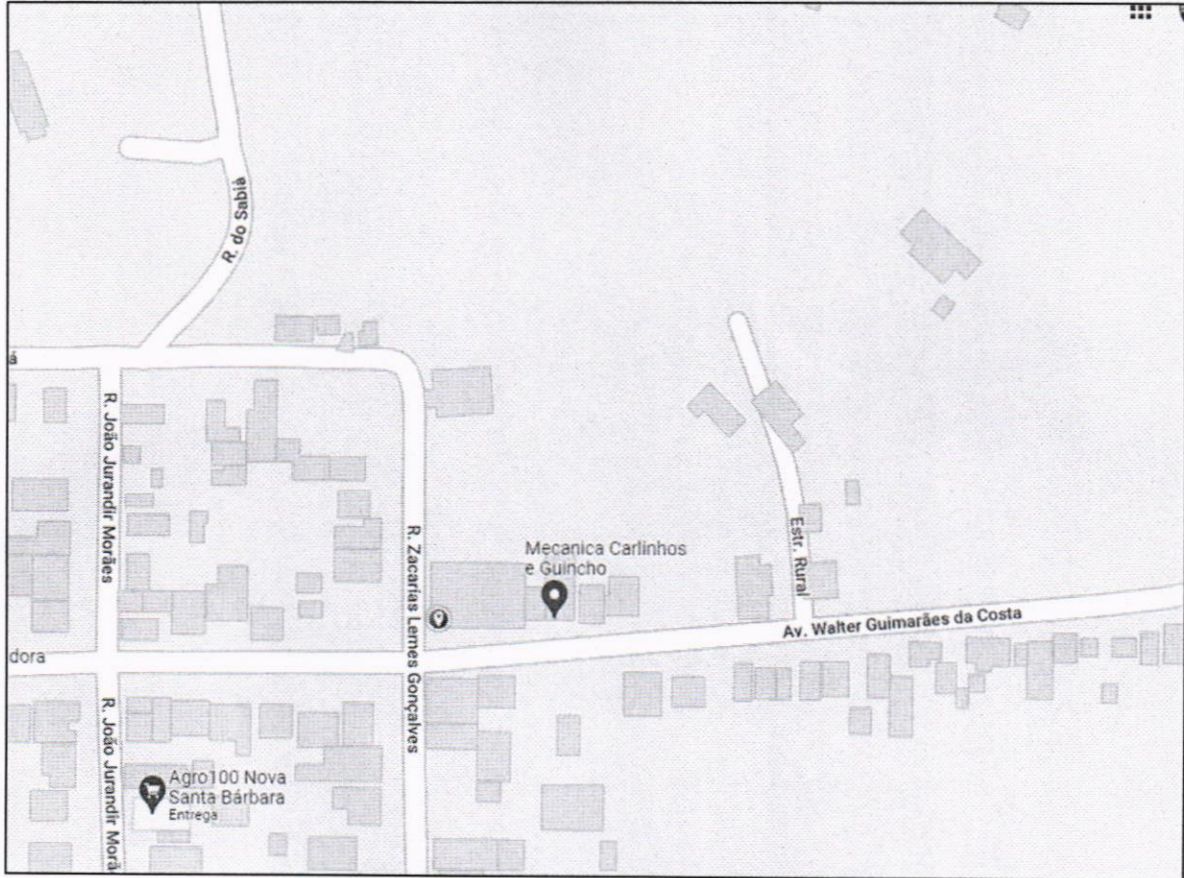 R. do Sabiá
á
R. João Jurandir Morães
R. Zacarias Lemes Gonçalves
Mecanica Carlinhos
e Guincho
Estr. Rural
Av. Walter Guimarães da Costa
dora
R. João Jurandir Morã
Agro100 Nova
Santa Bárbara
Entrega